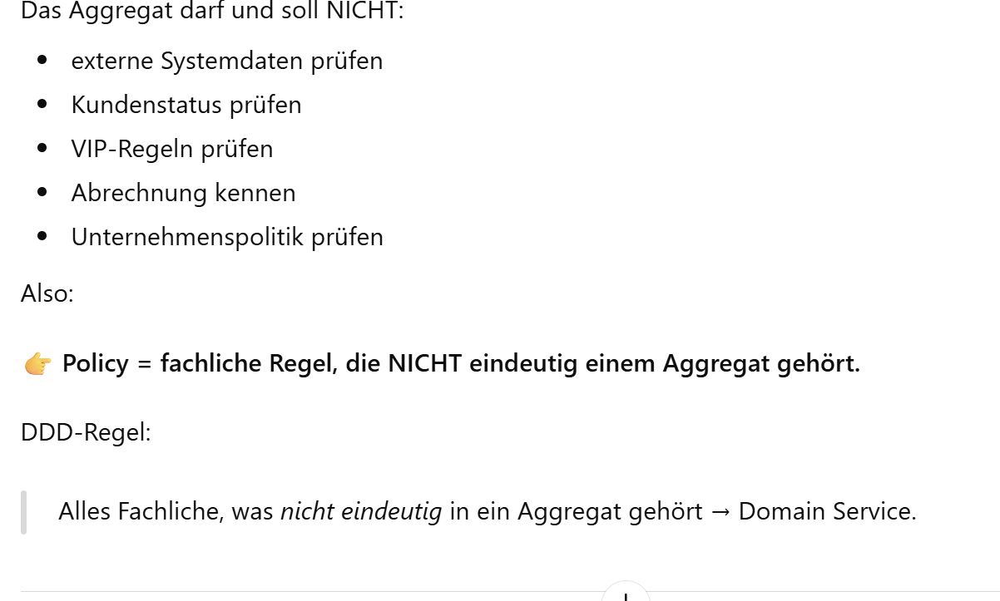 Das Aggregat darf und soll NICHT:
• externe Systemdaten prüfen
• Kundenstatus prüfen
• VIP-Regeln prüfen
• Abrechnung kennen
• Unternehmenspolitik prüfen
Also:
👉 Policy = fachliche Regel, die NICHT eindeutig einem Aggregat gehört.
DDD-Regel:
Alles Fachliche, was nicht eindeutig in ein Aggregat gehört → Domain Service.